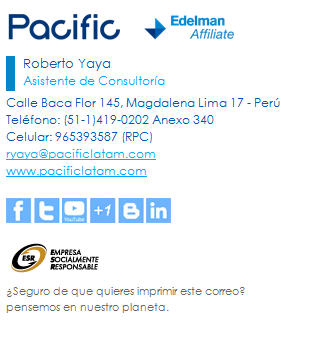 Pacific
Edelman
Affiliate
Roberto Yaya
Asistente de Consultoría
Calle Baca Flor 145, Magdalena Lima 17 - Perú
Teléfono: (51-1)419-0202 Anexo 340
Celular: 965393587 (RPC)
ryaya@pacificlatam.com
www.pacificlatam.com
f t You Tube +1 B in
ESR EMPRESA
SOCIALMENTE
RESPONSABLE
¿Seguro de que quieres imprimir este correo?
pensemos en nuestro planeta.